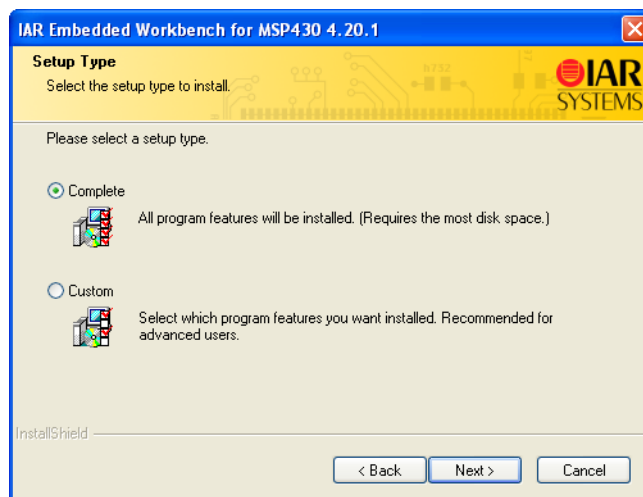 IAR Embedded Workbench for MSP430 4.20.1
Setup Type
Select the setup type to install.
IAR
SYSTEMS
Please select a setup type.
Complete
All program features will be installed. (Requires the most disk space.)
Custom
Select which program features you want installed. Recommended for
advanced users.
InstallShield
< Back
Next >
Cancel